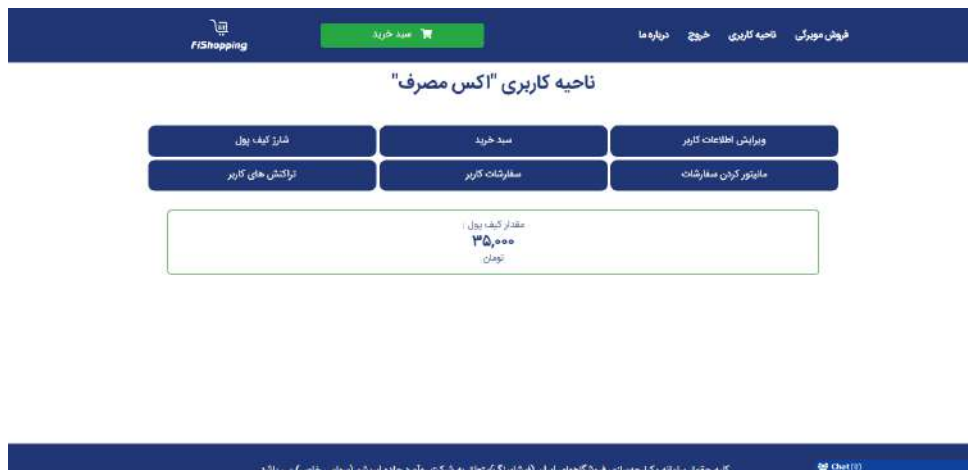 فروش مویرگی ناحیه کاربری خروج درباره ما
سبد خرید
FiShopping
ناحیه کاربری "اکس مصرف"
ویرایش اطلاعات کاربر
سبد خرید
شارژ کیف پول
مانیتور کردن سفارشات
سفارشات کاربر
تراکنش های کاربر
مقدار کیف پول :
۳۵,۰۰۰
تومان
Chat